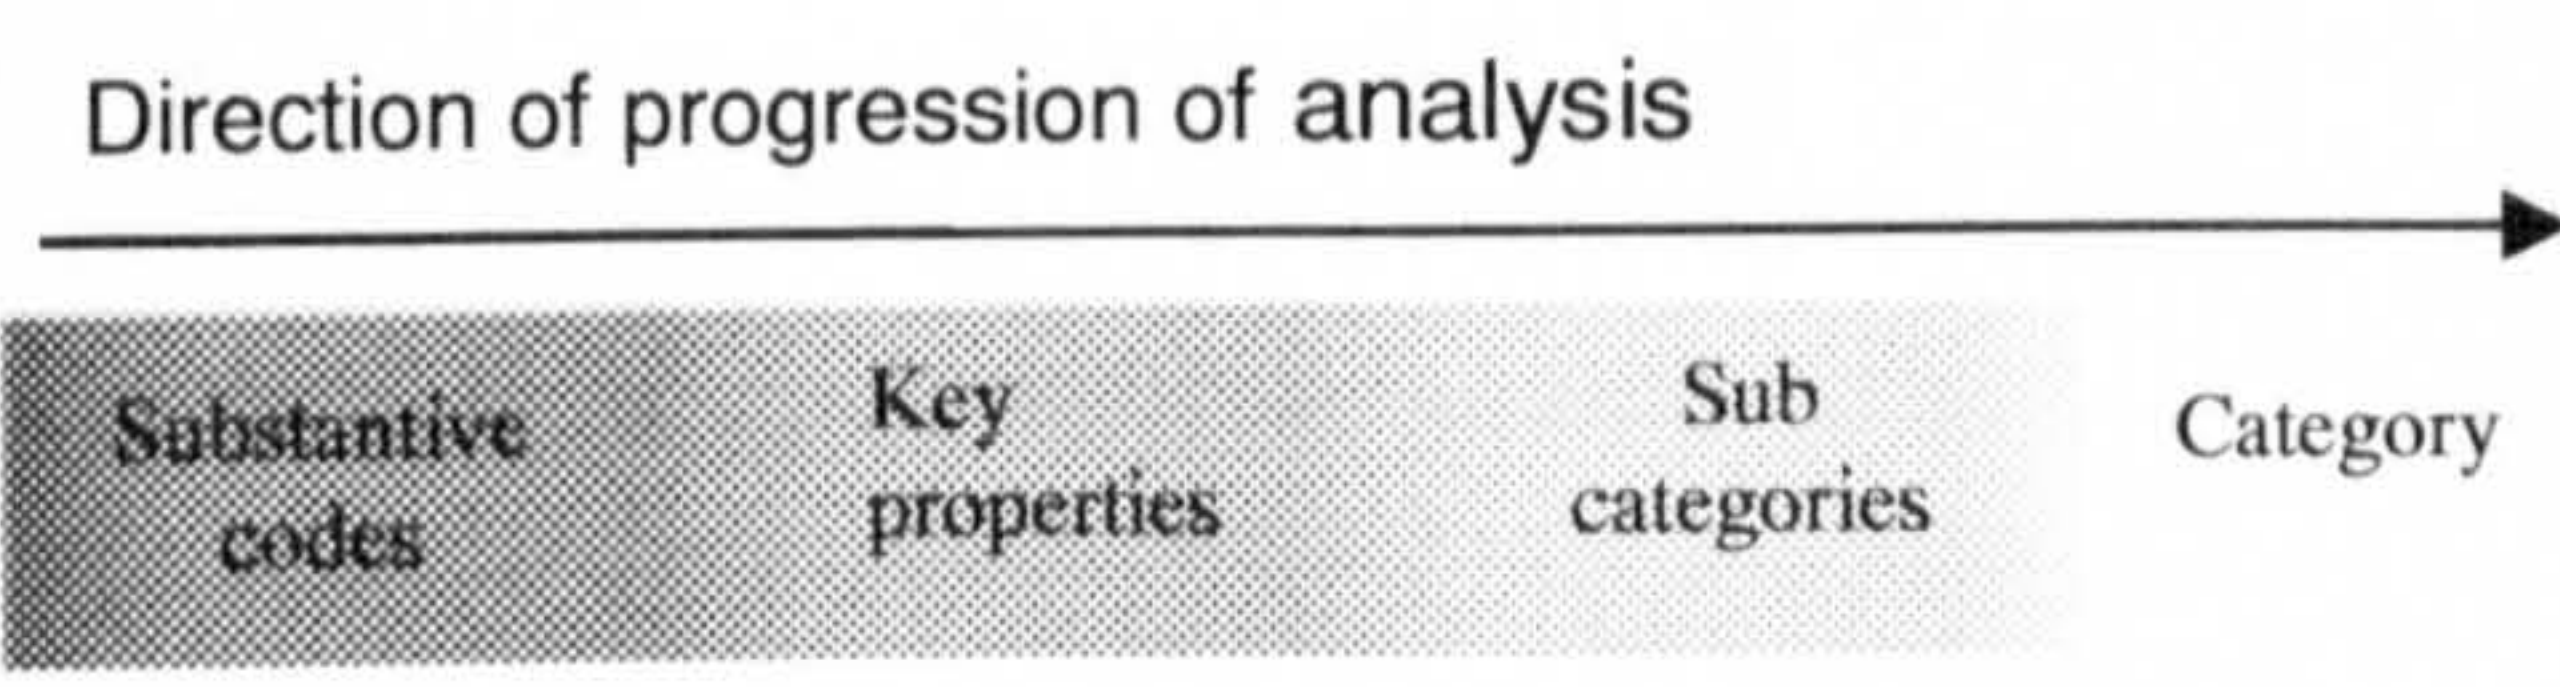 Direction of progression of analysis
Substantive
codes
Key
properties
Sub
categories
Category